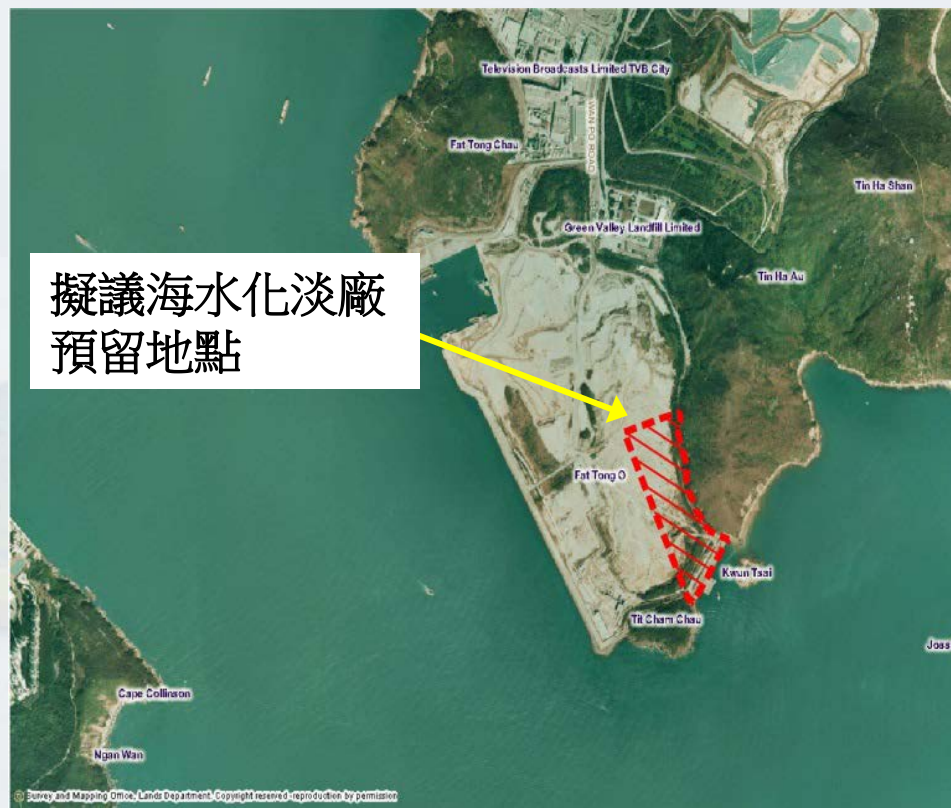 Television Broadcasts Limited TVB City
WAN PO ROAD
Fat Tong Chau
Tin Ha Shan
Green Valley Landfill Limited
Tin Ha Au
擬議海水化淡廠
預留地點
Fat Tong O
Kwun Tsai
Tit Cham Chau
Joss
Cape Collinson
Ngan Wan
© Survey and Mapping Office, Lands Department, Copyright reserved -reproduction by permission